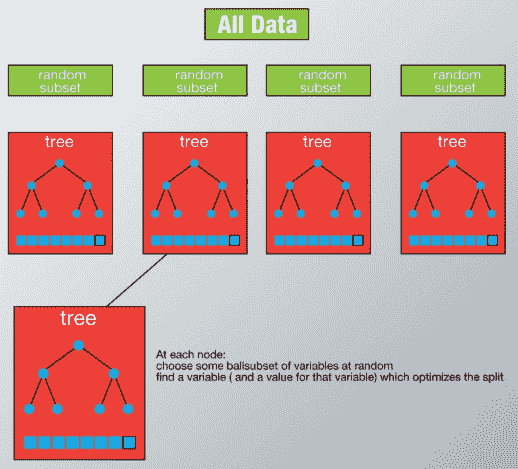 All Data
random
subset
random
subset
random
subset
random
subset
tree
tree
tree
tree
tree
At each node:
choose some ballsubset of variables at random
find a variable ( and a value for that variable) which optimizes the split.